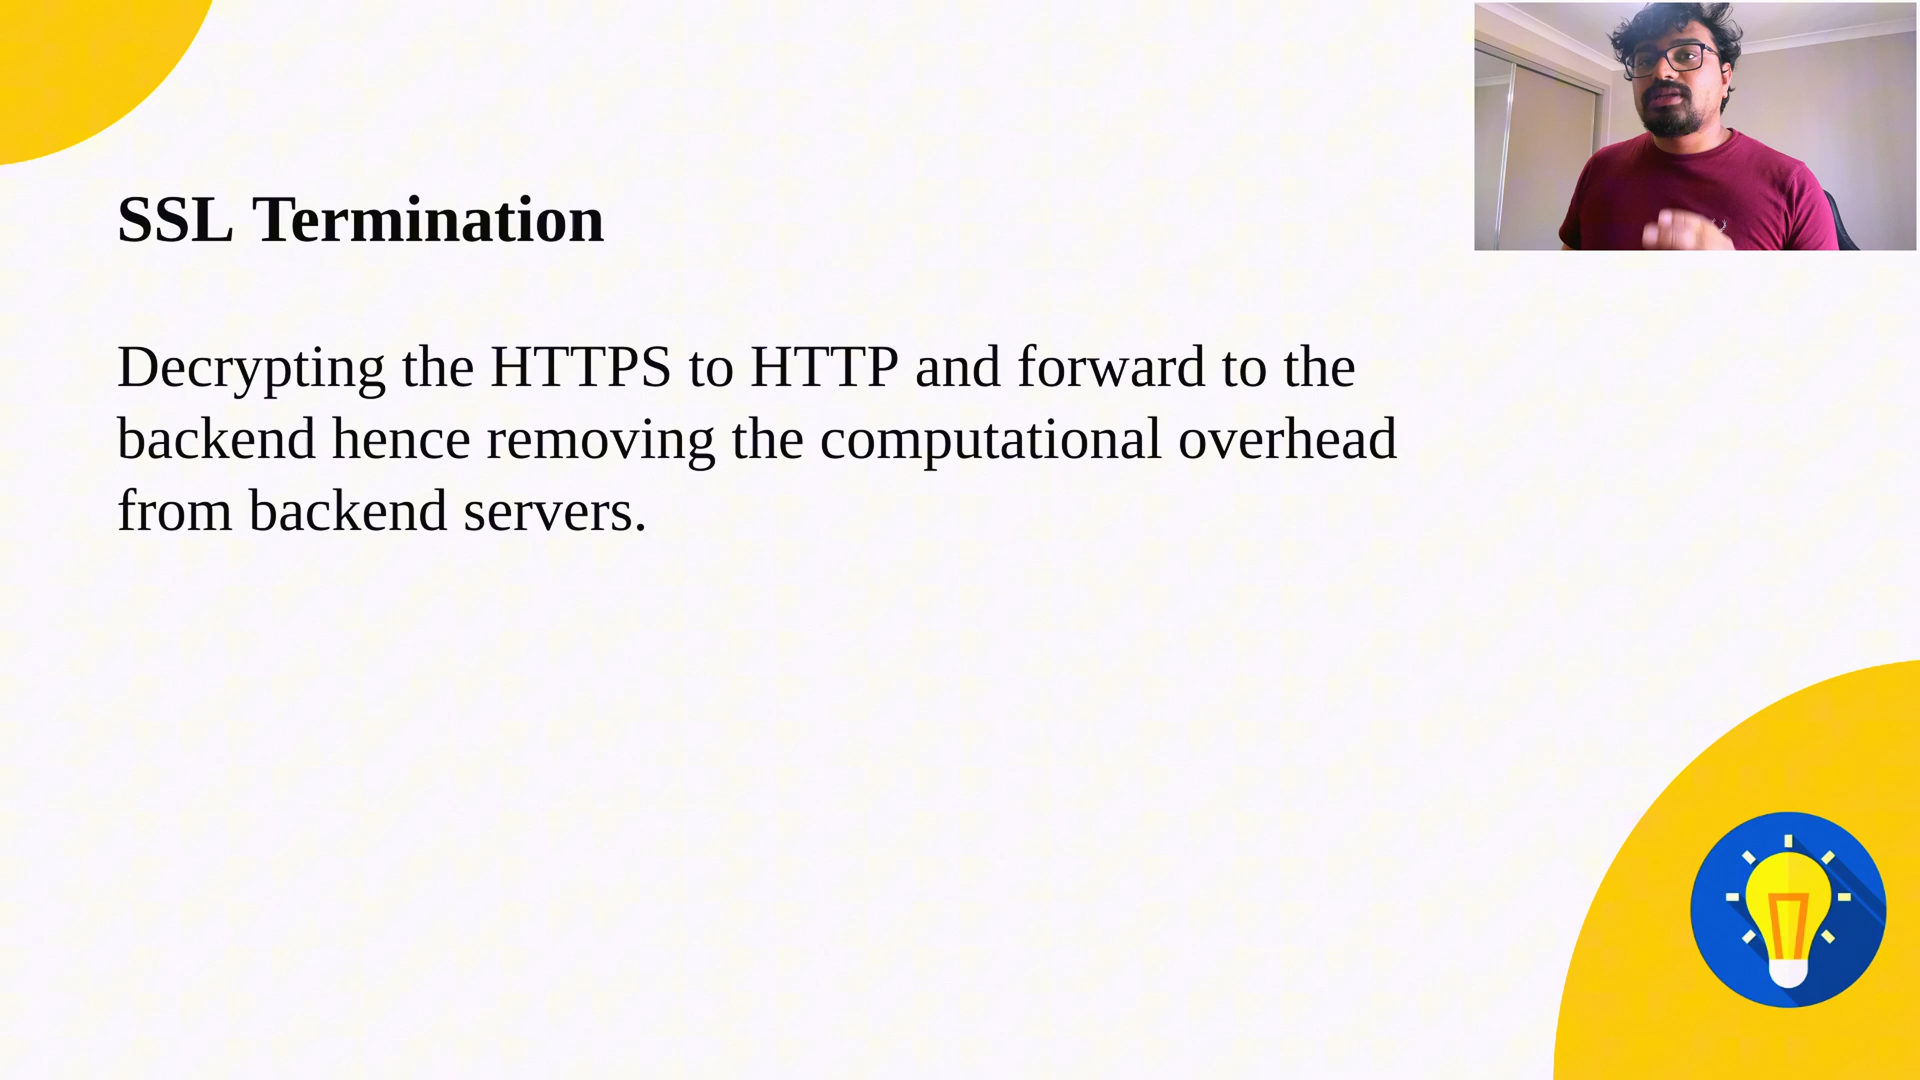 SSL Termination
Decrypting the HTTPS to HTTP and forward to the
backend hence removing the computational overhead
from backend servers.